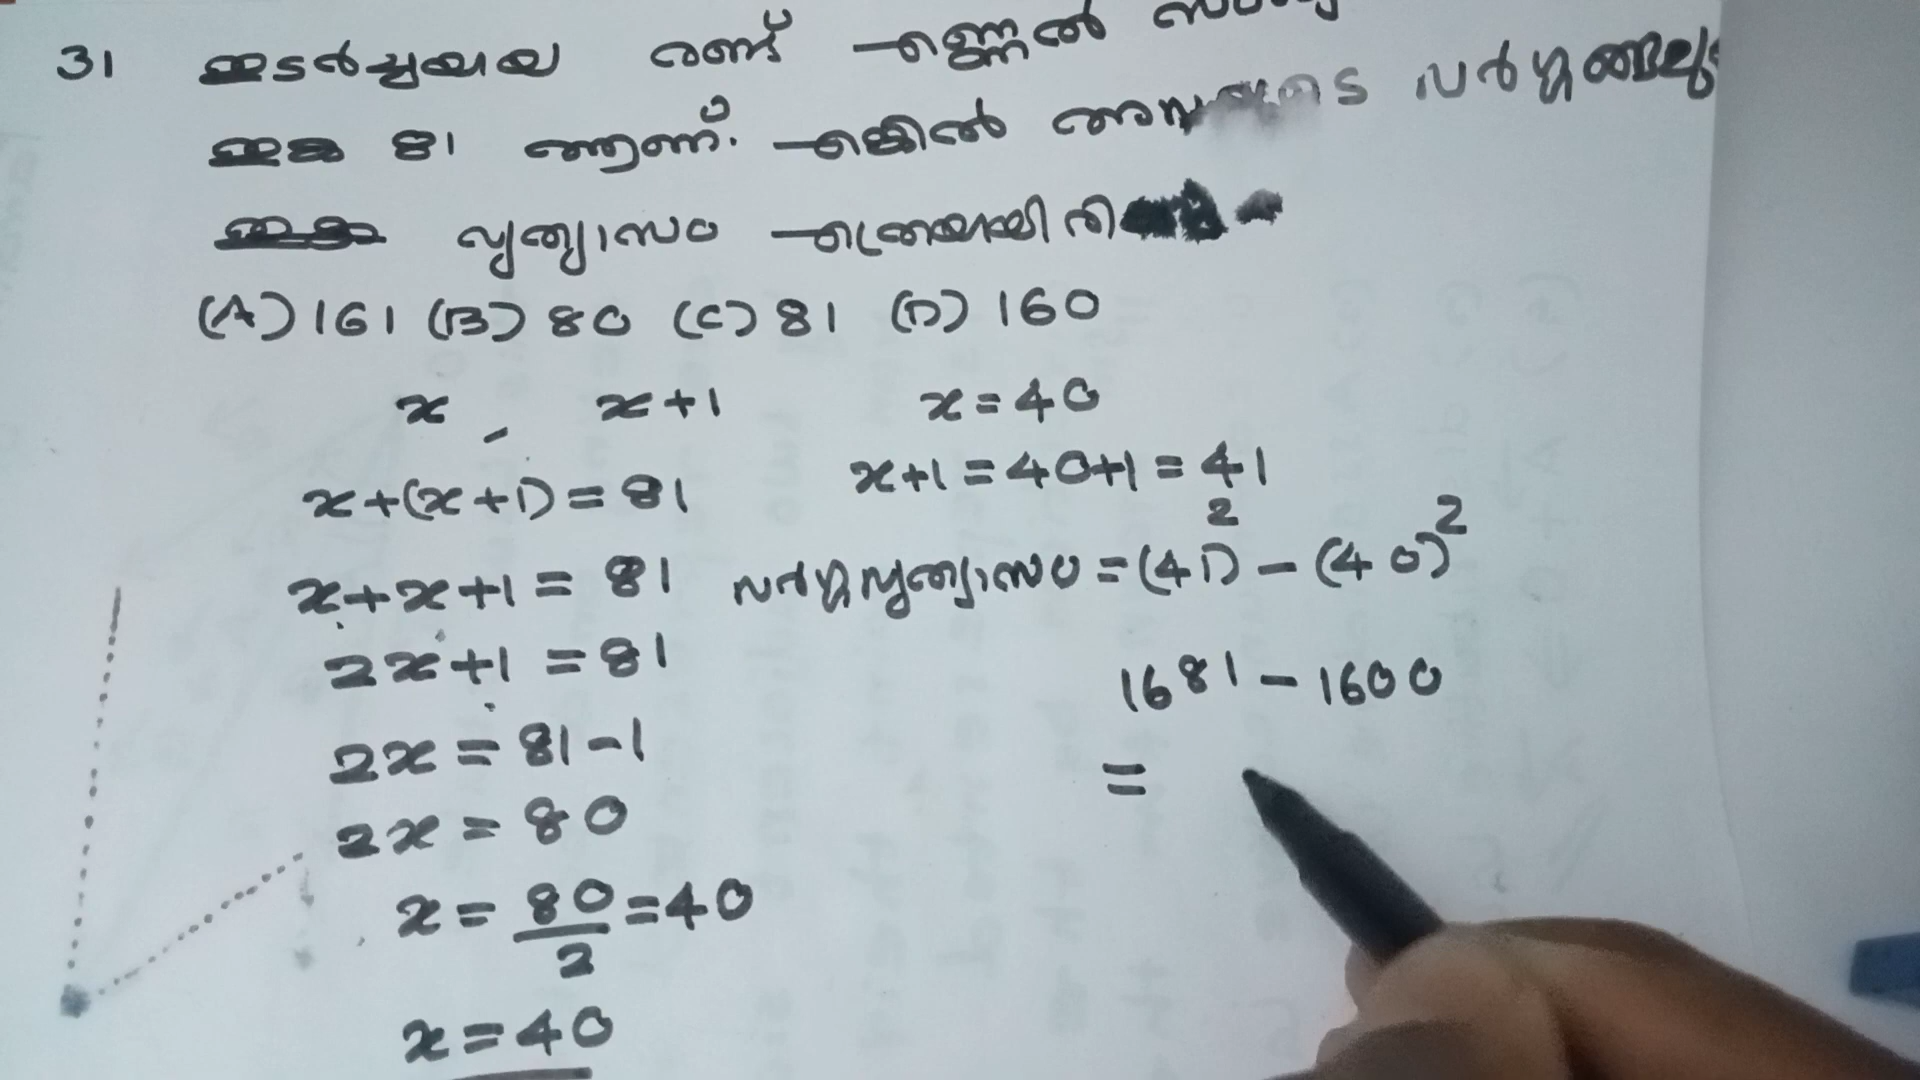 31 തുടർച്ചയായ രണ്ട് എണ്ണൽ
81 ആണ്. എങ്കിൽ വർഗ്ഗങ്ങളു
വ്യത്യാസം
(A) 161 (B) 80 (C) 81 (D) 160
x , x+1
x+(x+1) = 81
x+x+1 = 81
2x+1 = 81
2x = 81-1
2x = 80
x = 80/2 = 40
x = 40
x = 40
x+1 = 40+1 = 41
വർഗ്ഗവ്യത്യാസം = (41)² - (40)²
1681 - 1600
=